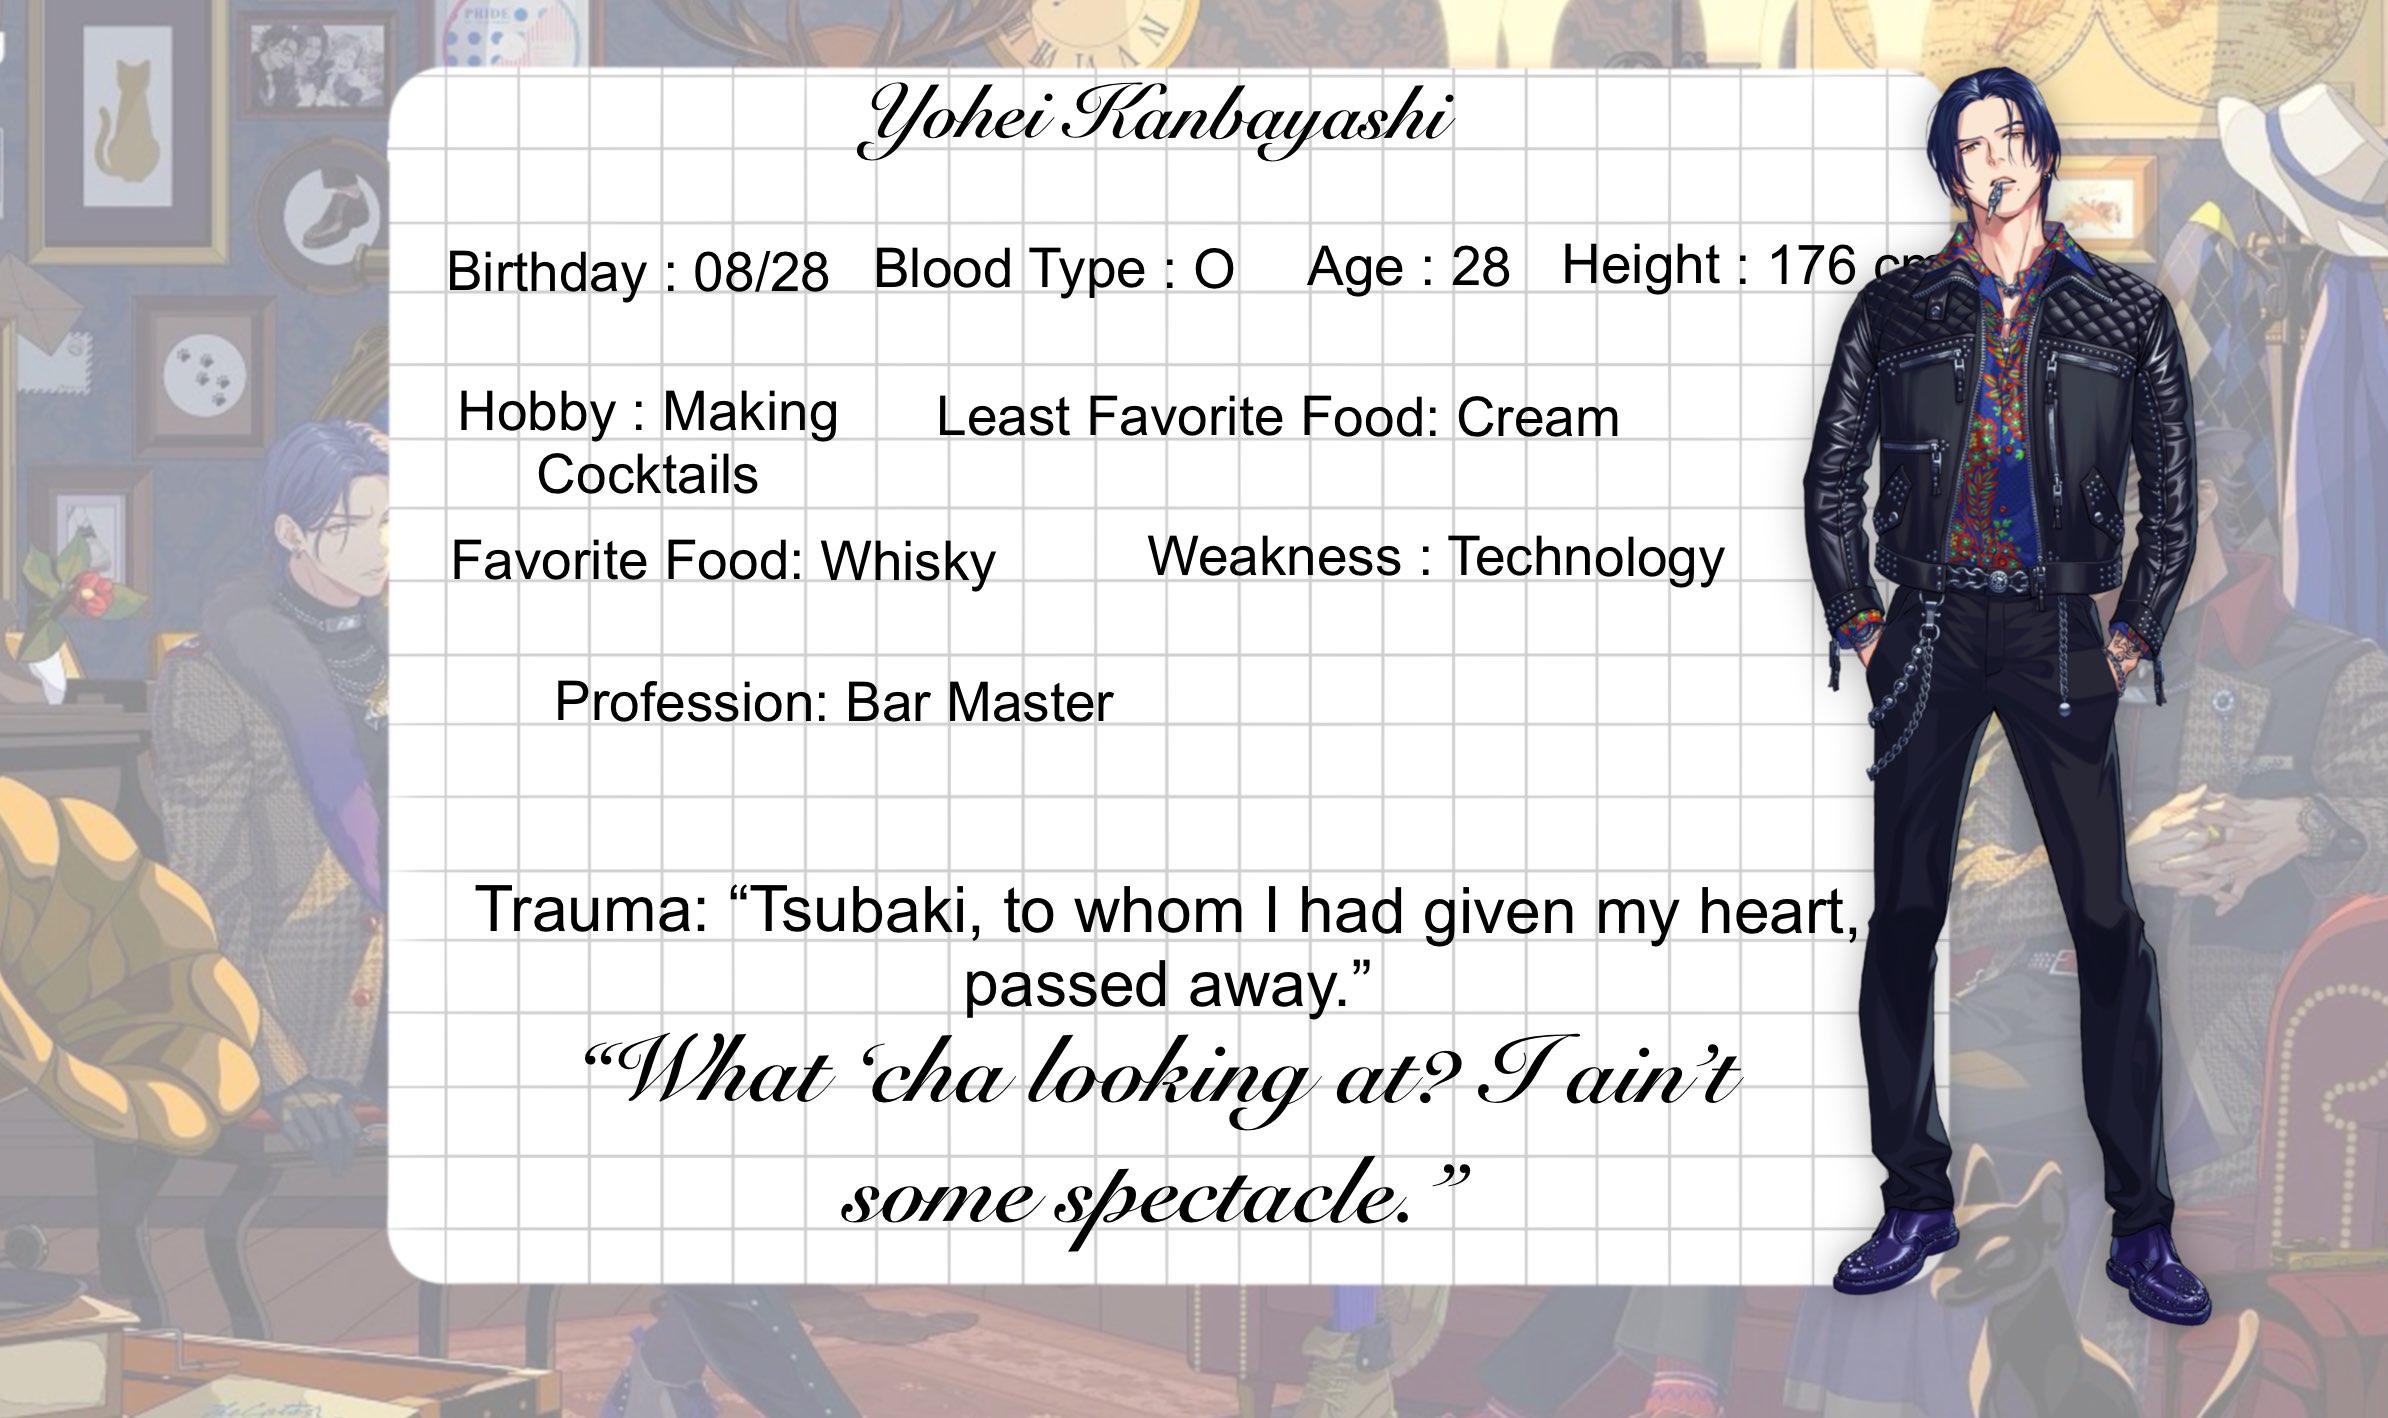 PRIDE
Yohei Kanbayashi
Birthday : 08/28 Blood Type : O Age : 28 Height : 176 cm
Hobby : Making
Cocktails
Least Favorite Food: Cream
Favorite Food: Whisky
Weakness : Technology
Profession: Bar Master
Trauma: “Tsubaki, to whom I had given my heart,
passed away.”
“What ‘cha looking at? I ain’t
some spectacle.”